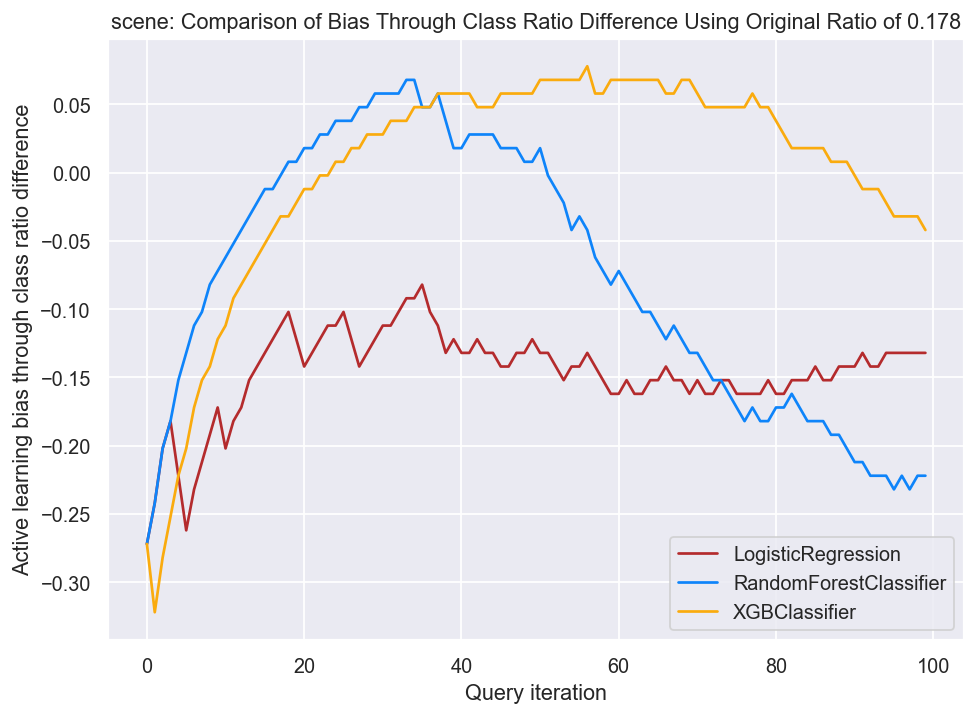 scene: Comparison of Bias Through Class Ratio Difference Using Original Ratio of 0.178
Active learning bias through class ratio difference
0.05
0.00
−0.05
−0.10
−0.15
−0.20
−0.25
−0.30
LogisticRegression
RandomForestClassifier
XGBClassifier
0 20 40 60 80 100
Query iteration